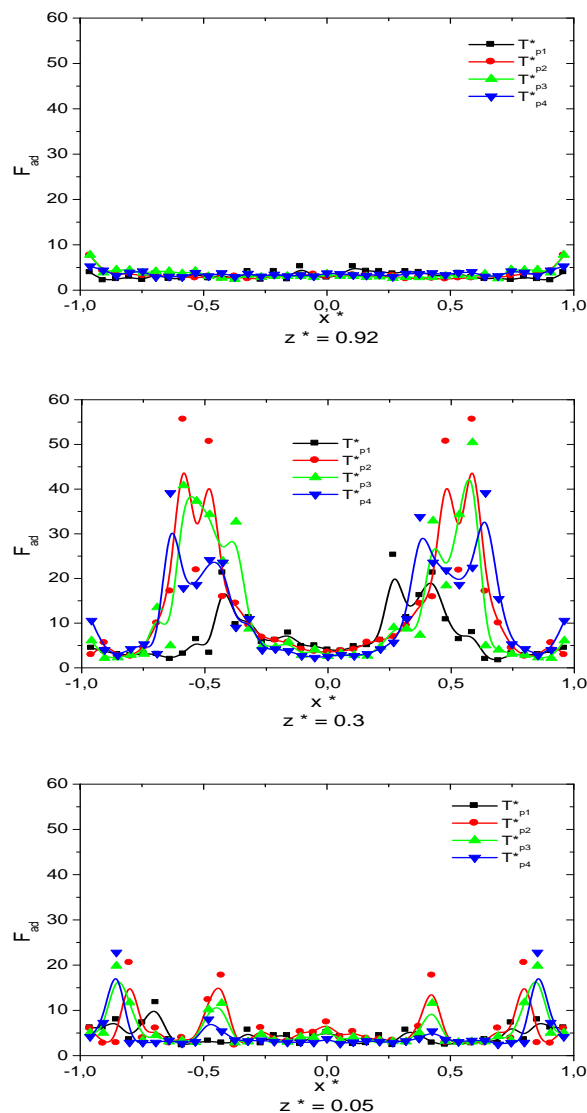 60
50
40
30
20
10
0
F_ad
T*_p1
T*_p2
T*_p3
T*_p4
-1,0 -0,5 0,0 0,5 1,0
x *
z * = 0.92
60
50
40
30
20
10
0
F_ad
T*_p1
T*_p2
T*_p3
T*_p4
-1,0 -0,5 0,0 0,5 1,0
x *
z * = 0.3
60
50
40
30
20
10
0
F_ad
T*_p1
T*_p2
T*_p3
T*_p4
-1,0 -0,5 0,0 0,5 1,0
x *
z * = 0.05